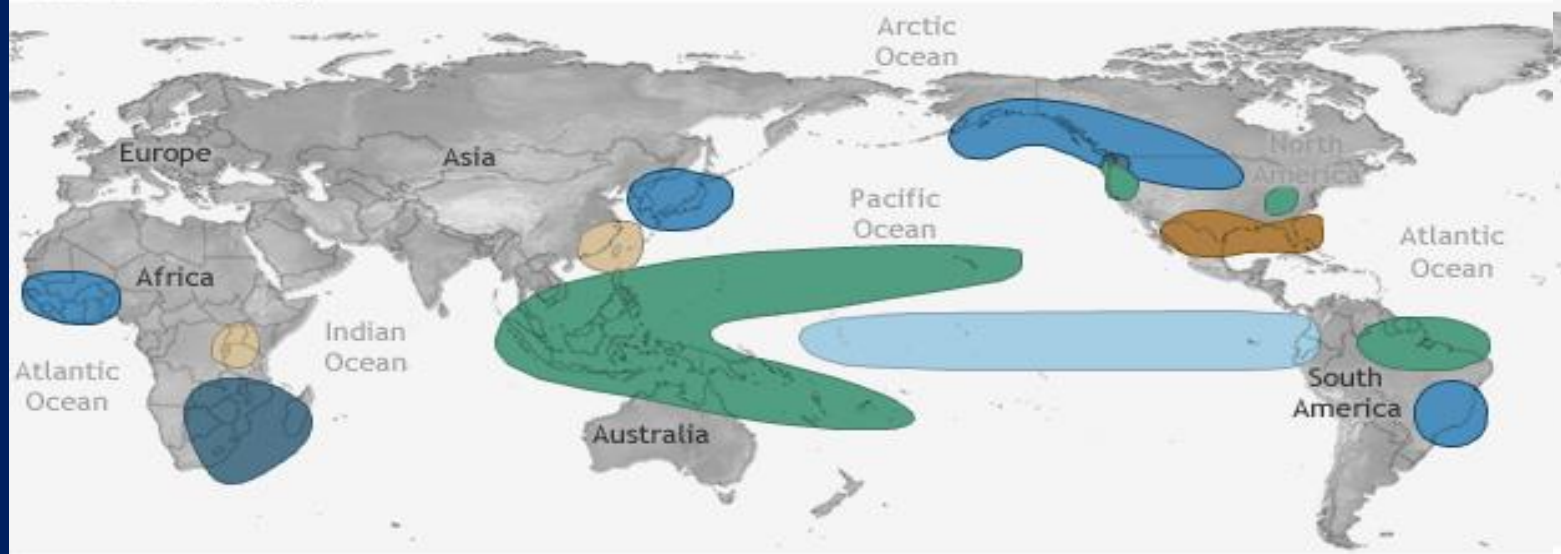 Arctic
Ocean
Europe
Asia
North
America
Pacific
Ocean
Atlantic
Ocean
Africa
Indian
Ocean
Atlantic
Ocean
South
America
Australia